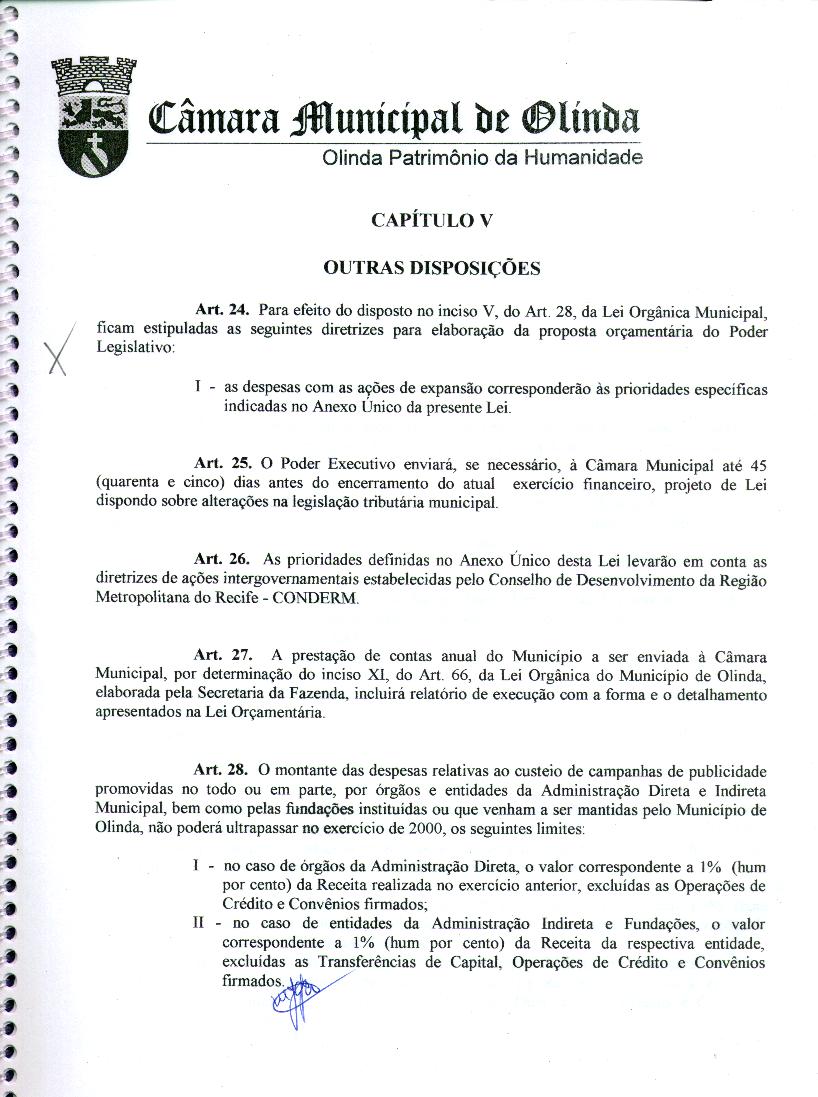 Câmara Municipal de Olinda
Olinda Patrimônio da Humanidade
CAPÍTULO V
OUTRAS DISPOSIÇÕES
Art. 24. Para efeito do disposto no inciso V, do Art. 28, da Lei Orgânica Municipal,
ficam estipuladas as seguintes diretrizes para elaboração da proposta orçamentária do Poder
Legislativo:
I - as despesas com as ações de expansão corresponderão às prioridades específicas
indicadas no Anexo Único da presente Lei.
Art. 25. O Poder Executivo enviará, se necessário, à Câmara Municipal até 45
(quarenta e cinco) dias antes do encerramento do atual exercício financeiro, projeto de Lei
dispondo sobre alterações na legislação tributária municipal.
Art. 26. As prioridades definidas no Anexo Único desta Lei levarão em conta as
diretrizes de ações intergovernamentais estabelecidas pelo Conselho de Desenvolvimento da Região
Metropolitana do Recife - CONDERM.
Art. 27. A prestação de contas anual do Município a ser enviada à Câmara
Municipal, por determinação do inciso XI, do Art. 66, da Lei Orgânica do Município de Olinda,
elaborada pela Secretaria da Fazenda, incluirá relatório de execução com a forma e o detalhamento
apresentados na Lei Orçamentária.
Art. 28. O montante das despesas relativas ao custeio de campanhas de publicidade
promovidas no todo ou em parte, por órgãos e entidades da Administração Direta e Indireta
Municipal, bem como pelas fundações instituídas ou que venham a ser mantidas pelo Município de
Olinda, não poderá ultrapassar no exercício de 2000, os seguintes limites:
I - no caso de órgãos da Administração Direta, o valor correspondente a 1% (hum
por cento) da Receita realizada no exercício anterior, excluídas as Operações de
Crédito e Convênios firmados;
II - no caso de entidades da Administração Indireta e Fundações, o valor
correspondente a 1% (hum por cento) da Receita da respectiva entidade,
excluídas as Transferências de Capital, Operações de Crédito e Convênios
firmados.